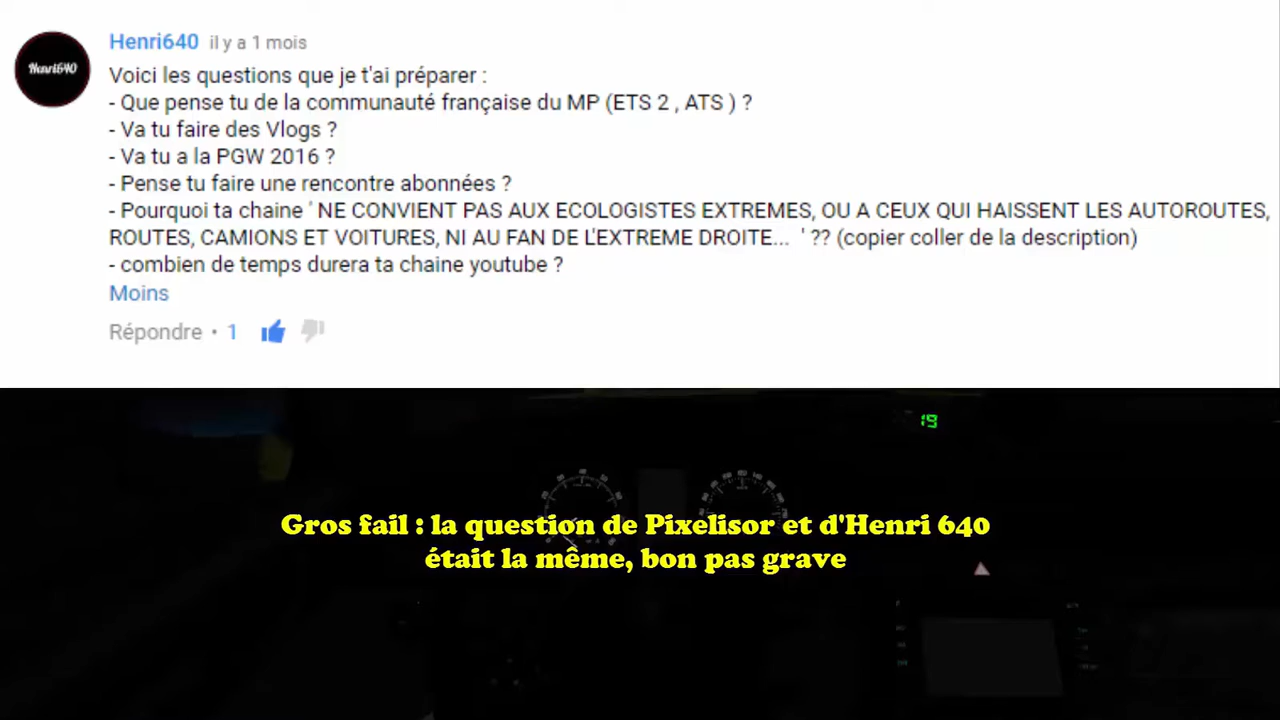 Henri640 il y a 1 mois
Henri640
Voici les questions que je t'ai préparer :
- Que pense tu de la communauté française du MP (ETS 2 , ATS ) ?
- Va tu faire des Vlogs ?
- Va tu a la PGW 2016 ?
- Pense tu faire une rencontre abonnées ?
- Pourquoi ta chaine ' NE CONVIENT PAS AUX ECOLOGISTES EXTREMES, OU A CEUX QUI HAISSENT LES AUTOROUTES,
ROUTES, CAMIONS ET VOITURES, NI AU FAN DE L'EXTREME DROITE... ' ?? (copier coller de la description)
- combien de temps durera ta chaine youtube ?
Moins
Répondre • 1
19
Gros fail : la question de Pixelisor et d'Henri 640
était la même, bon pas grave